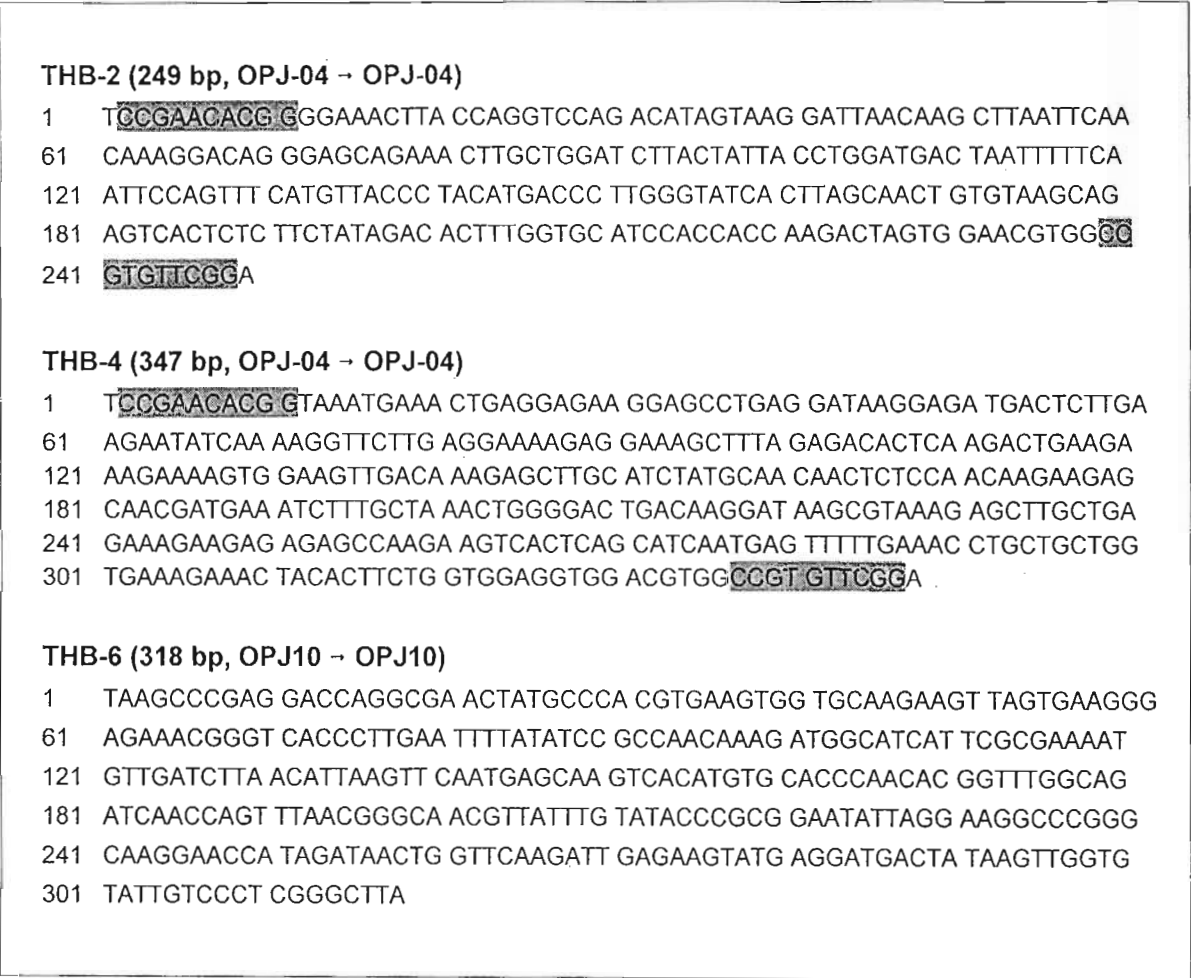 THB-2 (249 bp, OPJ-04 → OPJ-04)
1 TCCGAACACGG GGGAAACTTA CCAGGTCCAG ACATAGTAAG GATTAACAAG CTTAATTCAA
61 CAAAGGACAG GGAGCAGAAA CTTGCTGGAT CTTACTATTA CCTGGATGAC TAATTTTTCA
121 ATTCCAGTTT CATGTTACCC TACATGACCC TTGGGTATCA CTTAGCAACT GTGTAAGCAG
181 AGTCACTCTC TTCTATAGAC ACTTTGGTGC ATCCACCACC AAGACTAGTG GAACGTGGCC
241 GTGTTCGGA
THB-4 (347 bp, OPJ-04 → OPJ-04)
1 TCCGAACACG GTAAATGAAA CTGAGGAGAA GGAGCCTGAG GATAAGGAGA TGACTCTTGA
61 AGAATATCAA AAGGTTCTTG AGGAAAAGAG GAAAGCTTTA GAGACACTCA AGACTGAAGA
121 AAGAAAAGTG GAAGTTGACA AAGAGCTTGC ATCTATGCAA CAACTCTCCA ACAAGAAGAG
181 CAACGATGAA ATCTTTGCTA AACTGGGGAC TGACAAGGAT AAGCGTAAAG AGCTTGCTGA
241 GAAAGAAGAG AGAGCCAAGA AGTCACTCAG CATCAATGAG TTTTTGAAAC CTGCTGCTGG
301 TGAAAGAAAC TACACTTCTG GTGGAGGTGG ACGTGGCCGT GTTCGGA
THB-6 (318 bp, OPJ10 → OPJ10)
1 TAAGCCCGAG GACCAGGCGA ACTATGCCCA CGTGAAGTGG TGCAAGAAGT TAGTGAAGGG
61 AGAAACGGGT CACCCTTGAA TTTTATATCC GCCAACAAAG ATGGCATCAT TCGCGAAAAT
121 GTTGATCTTA ACATTAAGTT CAATGAGCAA GTCACATGTG CACCCAACAC GGTTTGGCAG
181 ATCAACCAGT TTAACGGGCA ACGTTATTTG TATACCCGCG GAATATTAGG AAGGCCCGGG
241 CAAGGAACCA TAGATAACTG GTTCAAGATT GAGAAGTATG AGGATGACTA TAAGTTGGTG
301 TATTGTCCCT CGGGCTTA